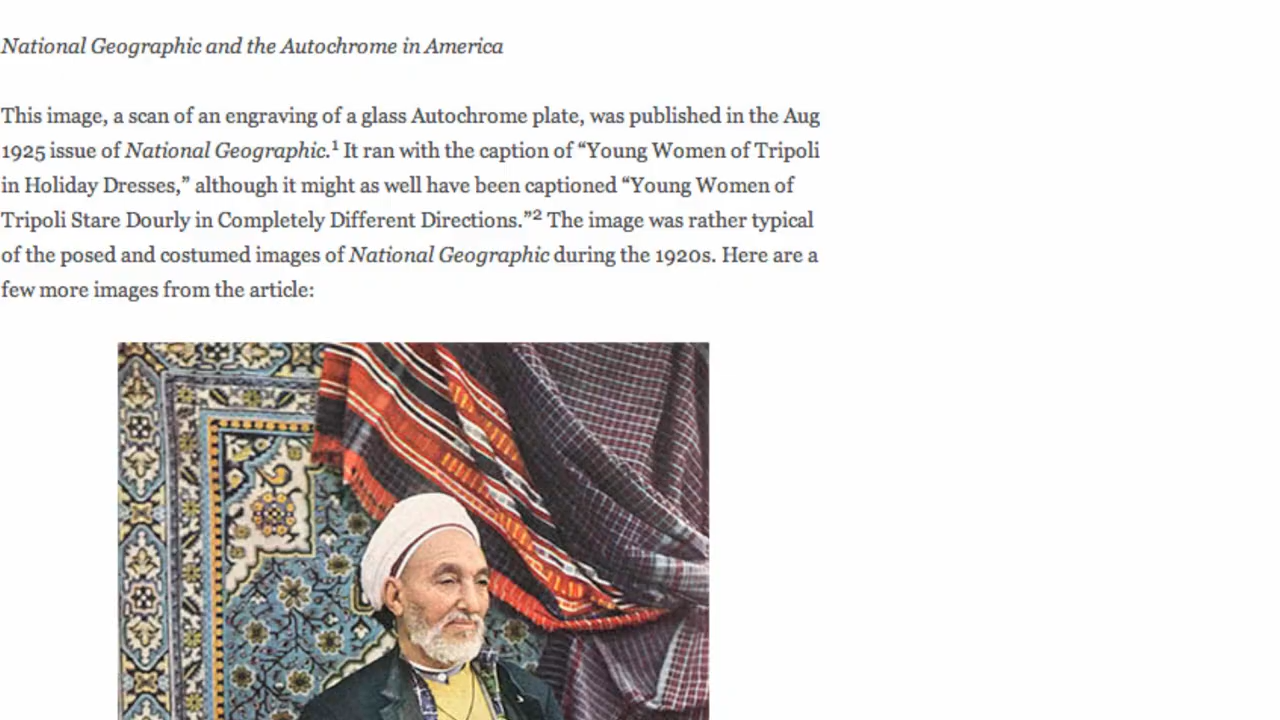 National Geographic and the Autochrome in America
This image, a scan of an engraving of a glass Autochrome plate, was published in the Aug
1925 issue of National Geographic.¹ It ran with the caption of “Young Women of Tripoli
in Holiday Dresses,” although it might as well have been captioned “Young Women of
Tripoli Stare Dourly in Completely Different Directions.”² The image was rather typical
of the posed and costumed images of National Geographic during the 1920s. Here are a
few more images from the article: